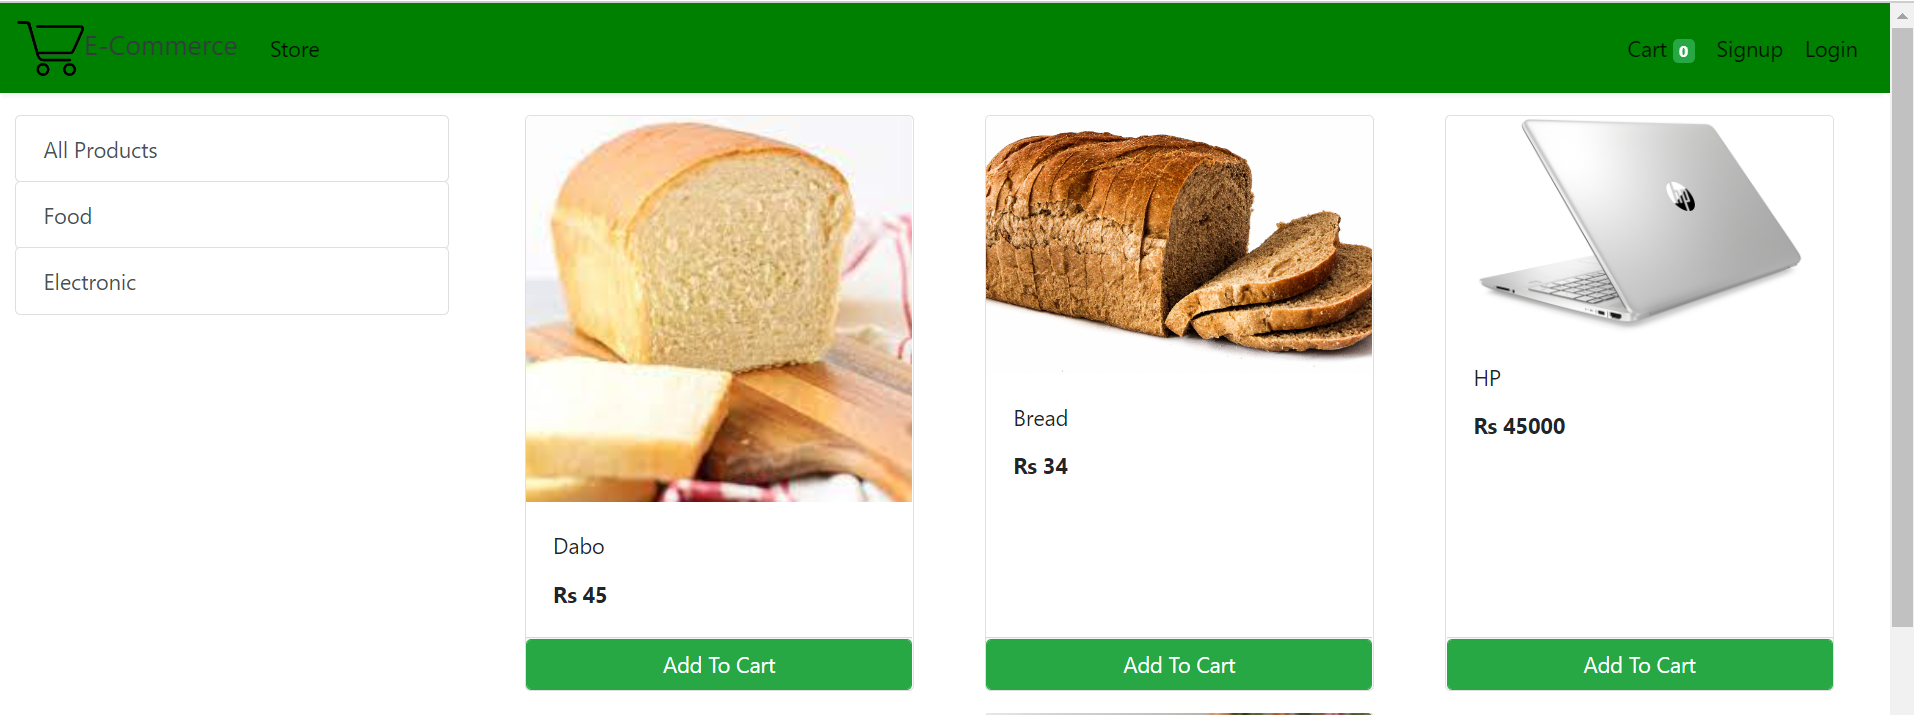 E-Commerce
Store
Cart 0
Signup
Login
All Products
Food
Electronic
Dabo
Rs 45
Add To Cart
Bread
Rs 34
Add To Cart
hp
HP
Rs 45000
Add To Cart